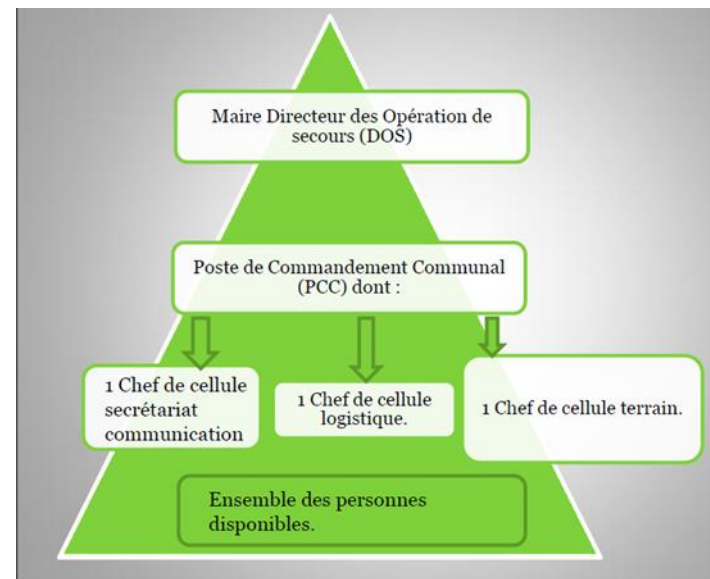 Maire Directeur des Opération de
secours (DOS)
Poste de Commandement Communal
(PCC) dont :
1 Chef de cellule
secrétariat
communication
1 Chef de cellule
logistique.
1 Chef de cellule terrain.
Ensemble des personnes
disponibles.